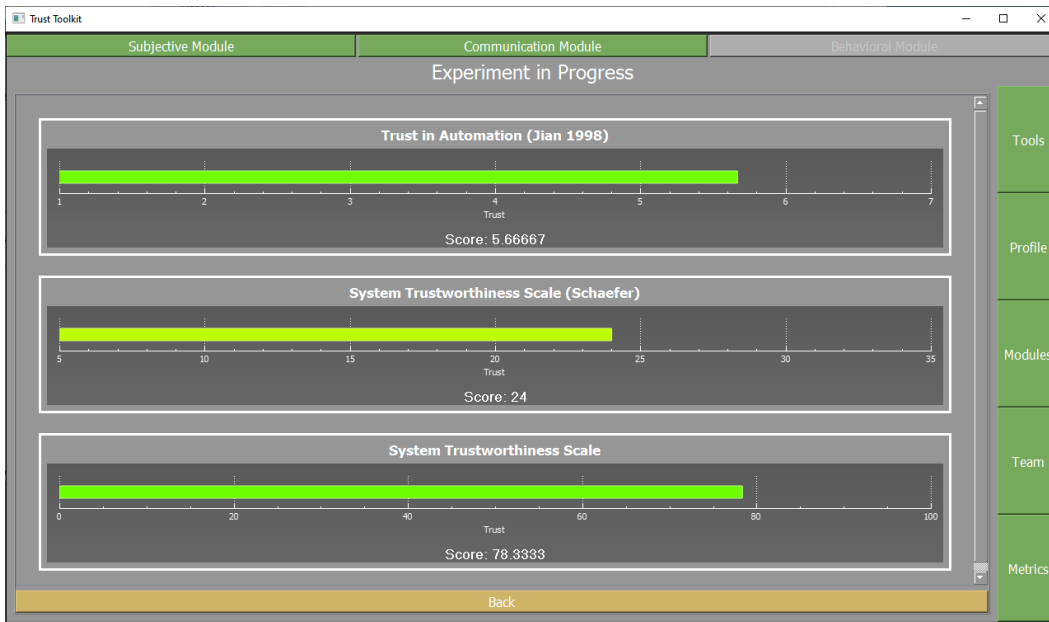 Trust Toolkit
Subjective Module
Communication Module
Behavioral Module
Experiment in Progress
Trust in Automation (Jian 1998)
1 2 3 4 5 6 7
Trust
Score: 5.66667
System Trustworthiness Scale (Schaefer)
5 10 15 20 25 30 35
Trust
Score: 24
System Trustworthiness Scale
0 20 40 60 80 100
Trust
Score: 78.3333
Back
Tools
Profile
Modules
Team
Metrics